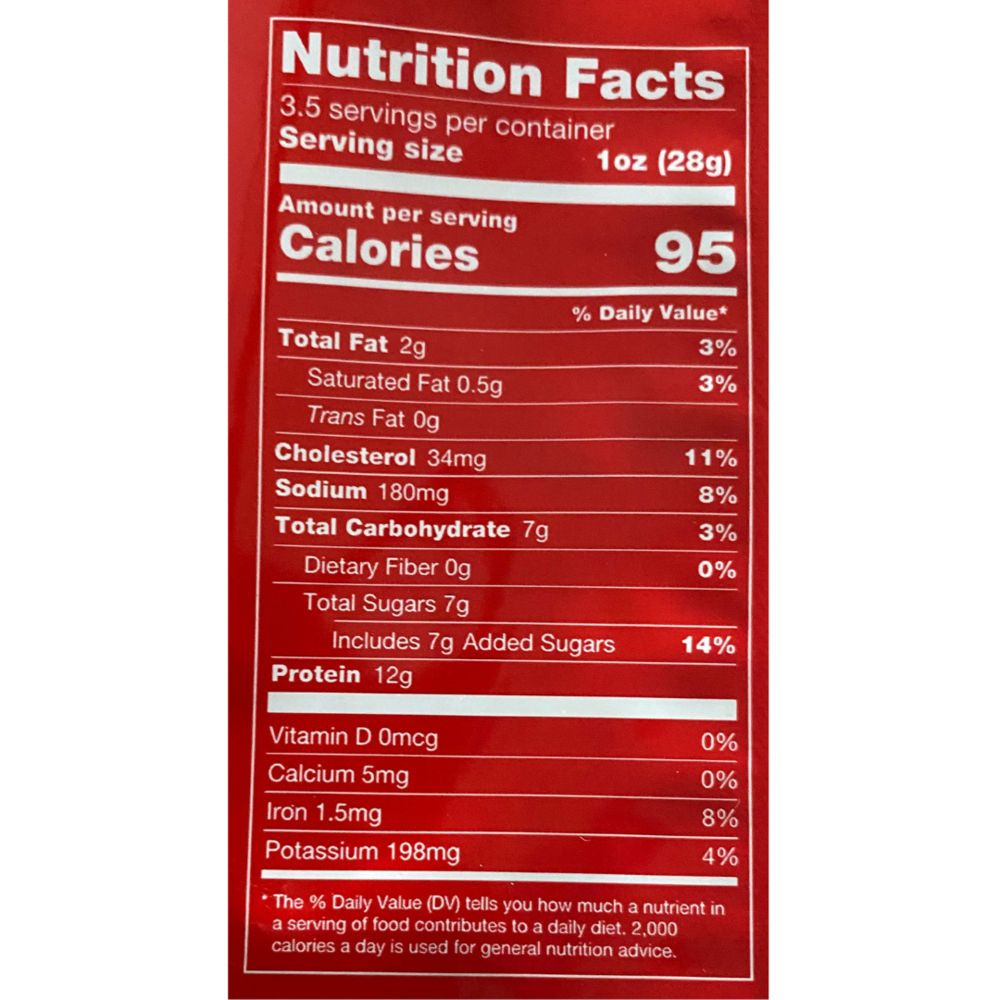 Nutrition Facts
3.5 servings per container
Serving size 1oz (28g)
Amount per serving
Calories 95
% Daily Value*
Total Fat 2g 3%
Saturated Fat 0.5g 3%
Trans Fat 0g
Cholesterol 34mg 11%
Sodium 180mg 8%
Total Carbohydrate 7g 3%
Dietary Fiber 0g 0%
Total Sugars 7g
Includes 7g Added Sugars 14%
Protein 12g
Vitamin D 0mcg 0%
Calcium 5mg 0%
Iron 1.5mg 8%
Potassium 198mg 4%
* The % Daily Value (DV) tells you how much a nutrient in
a serving of food contributes to a daily diet. 2,000
calories a day is used for general nutrition advice.